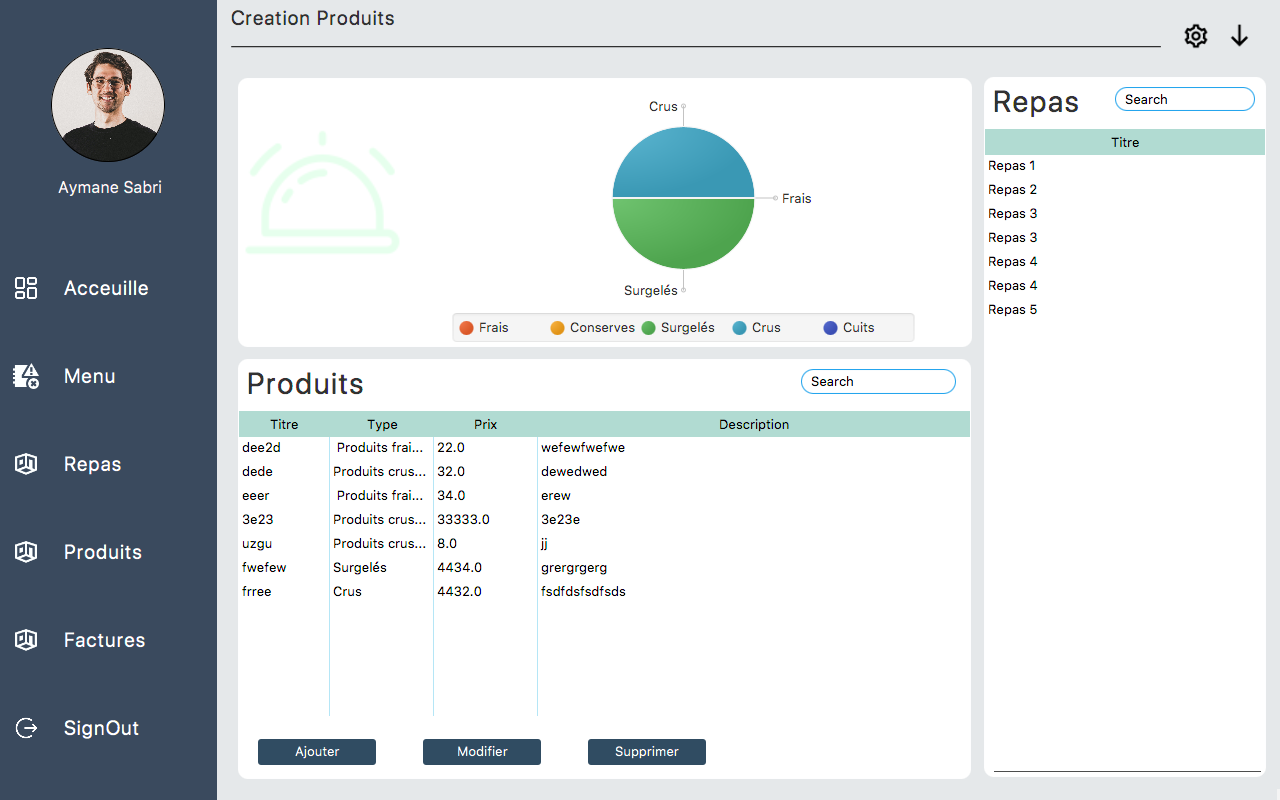 Creation Produits
Aymane Sabri
Acceuille
Menu
Repas
Produits
Factures
SignOut
Crus
Frais
Surgelés
Frais Conserves Surgelés Crus Cuits
Produits
Search
Titre Type Prix Description
dee2d Produits frai... 22.0 wefewfwefwe
dede Produits crus... 32.0 dewedwed
eeer Produits frai... 34.0 erew
3e23 Produits crus... 33333.0 3e23e
uzgu Produits crus... 8.0 jj
fwefew Surgelés 4434.0 grergrgerg
frree Crus 4432.0 fsdfdsfsdfsds
Ajouter Modifier Supprimer
Repas
Search
Titre
Repas 1
Repas 2
Repas 3
Repas 3
Repas 4
Repas 4
Repas 5